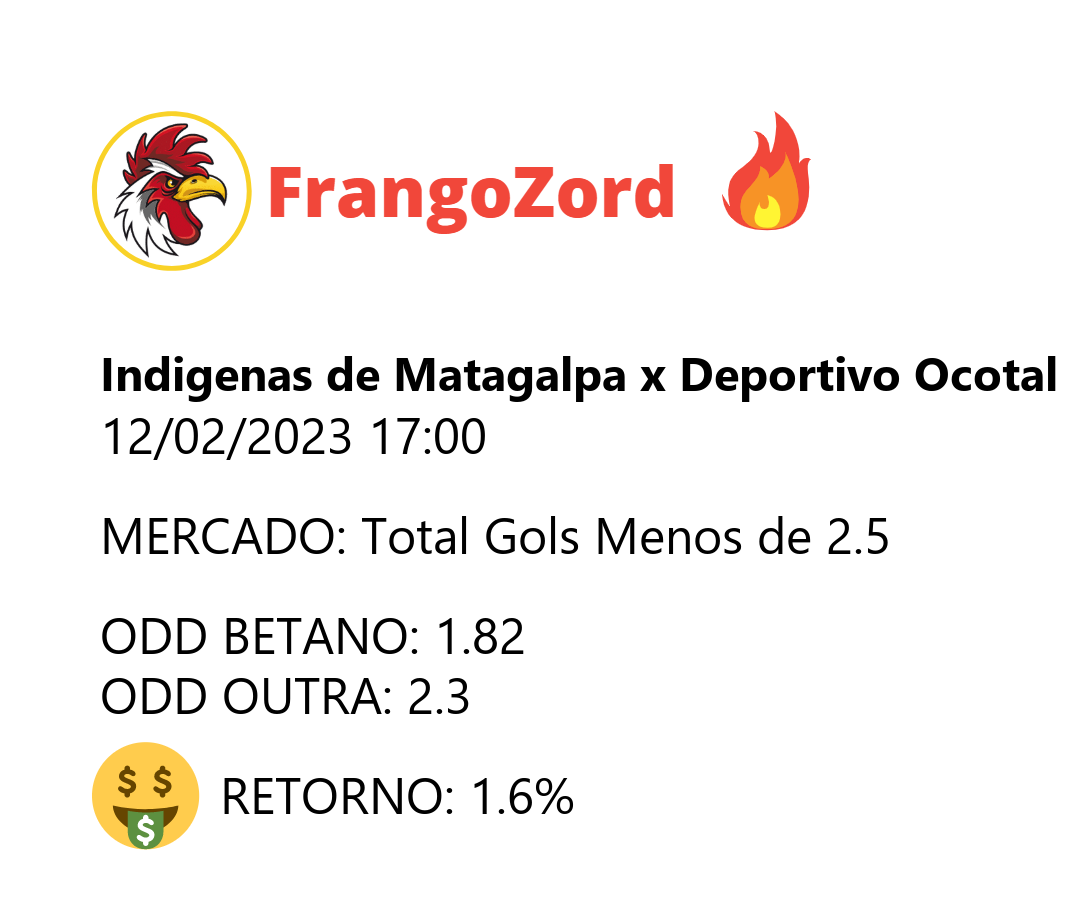 FrangoZord
Indigenas de Matagalpa x Deportivo Ocotal
12/02/2023 17:00
MERCADO: Total Gols Menos de 2.5
ODD BETANO: 1.82
ODD OUTRA: 2.3
$ $
$
RETORNO: 1.6%